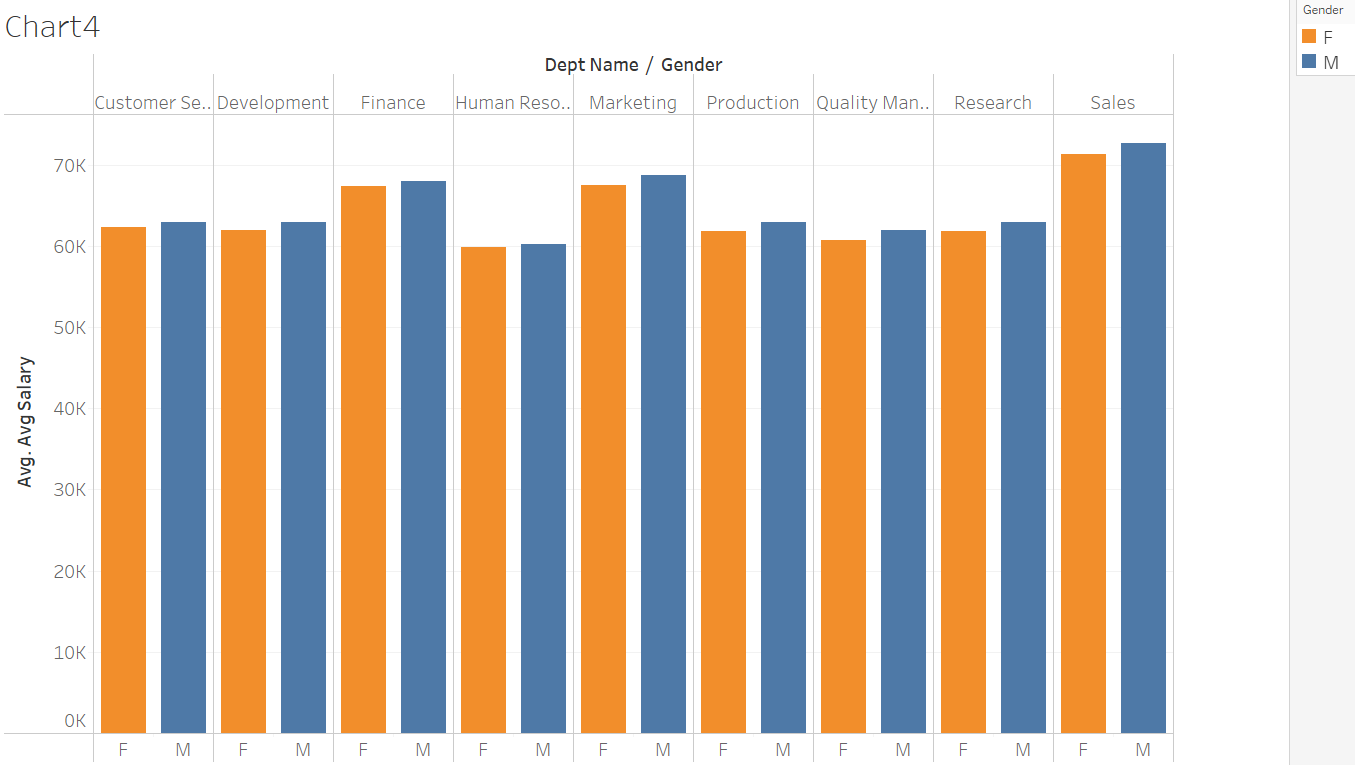 Chart4
Gender
F
M
Dept Name / Gender
Customer Se.. Development Finance Human Reso.. Marketing Production Quality Man.. Research Sales
Avg. Avg Salary
70K
60K
50K
40K
30K
20K
10K
0K
F M F M F M F M F M F M F M F M F M